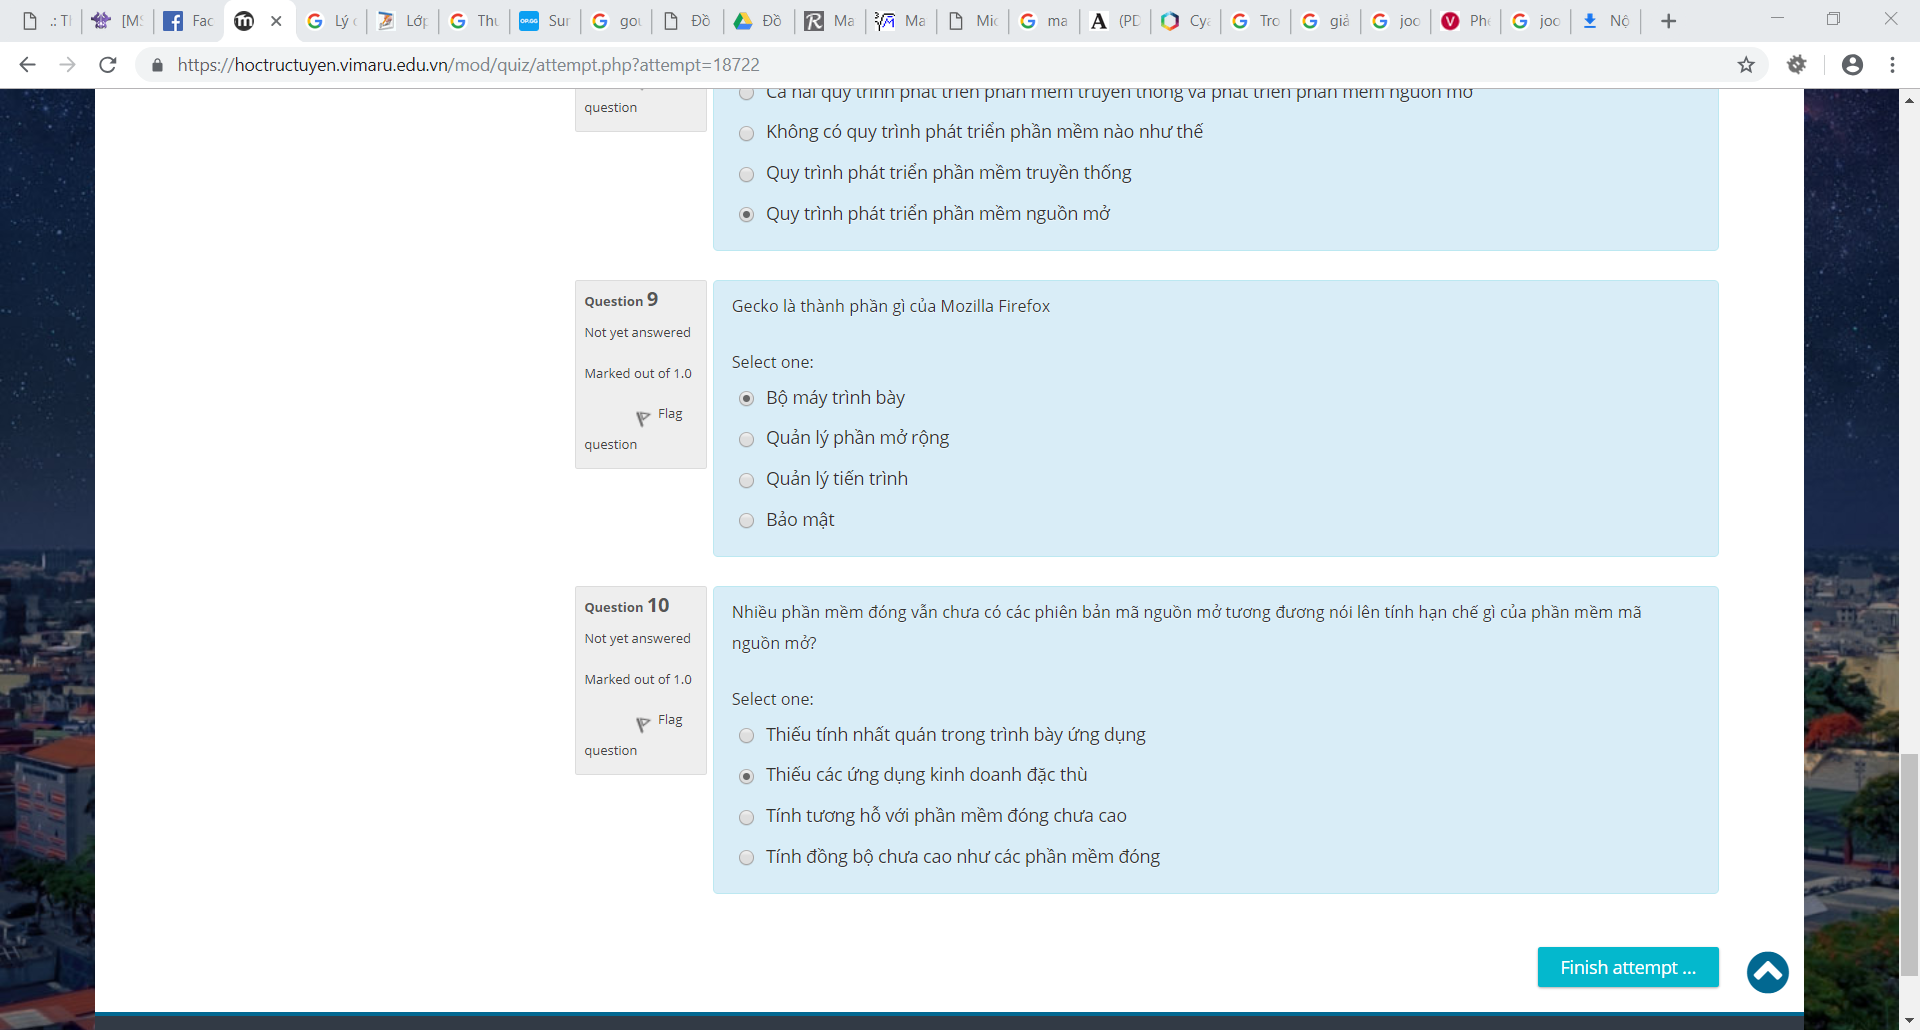 .: Tl
[M
Fac
Lý
Lớp
Thu
OP.GG
Sur
gou
Đồ
Đồ
Ma
Ma
Mic
ma
(PD
Cya
Tro
giả
joo
Phe
joo
Nộ
https://hoctructuyen.vimaru.edu.vn/mod/quiz/attempt.php?attempt=18722
question
Cả hai quy trình phát triển phần mềm truyền thống và phát triển phần mềm nguồn mở
Không có quy trình phát triển phần mềm nào như thế
Quy trình phát triển phần mềm truyền thống
Quy trình phát triển phần mềm nguồn mở
Question 9
Not yet answered
Marked out of 1.0
Flag
question
Gecko là thành phần gì của Mozilla Firefox
Select one:
Bộ máy trình bày
Quản lý phần mở rộng
Quản lý tiến trình
Bảo mật
Question 10
Not yet answered
Marked out of 1.0
Flag
question
Nhiều phần mềm đóng vẫn chưa có các phiên bản mã nguồn mở tương đương nói lên tính hạn chế gì của phần mềm mã
nguồn mở?
Select one:
Thiếu tính nhất quán trong trình bày ứng dụng
Thiếu các ứng dụng kinh doanh đặc thù
Tính tương hỗ với phần mềm đóng chưa cao
Tính đồng bộ chưa cao như các phần mềm đóng
Finish attempt ...